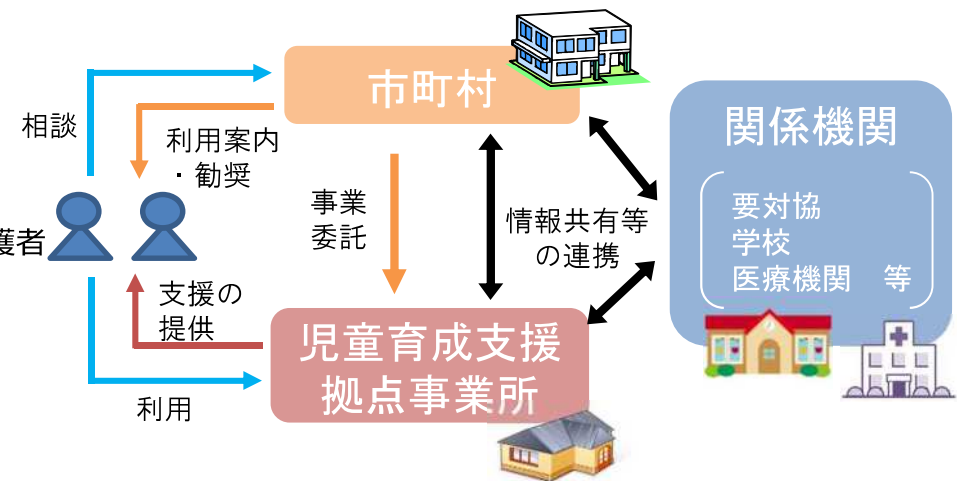 市町村
関係機関
相談
利用案内
・勧奨
事業
委託
情報共有等
の連携
要対協
学校
医療機関　等
護者
支援の
提供
児童育成支援
拠点事業所
利用